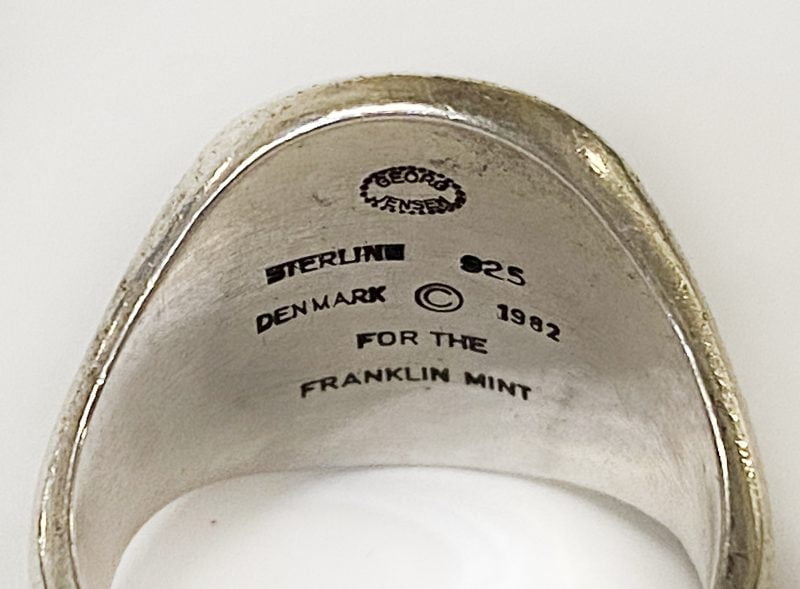 GEORG
JENSEN
STERLING 925
DENMARK © 1982
FOR THE
FRANKLIN MINT